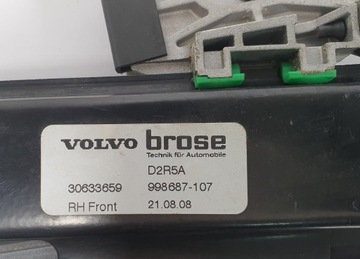 VOLVO brose
Technik für Automobile
D2R5A
30633659 998687-107
RH Front 21.08.08